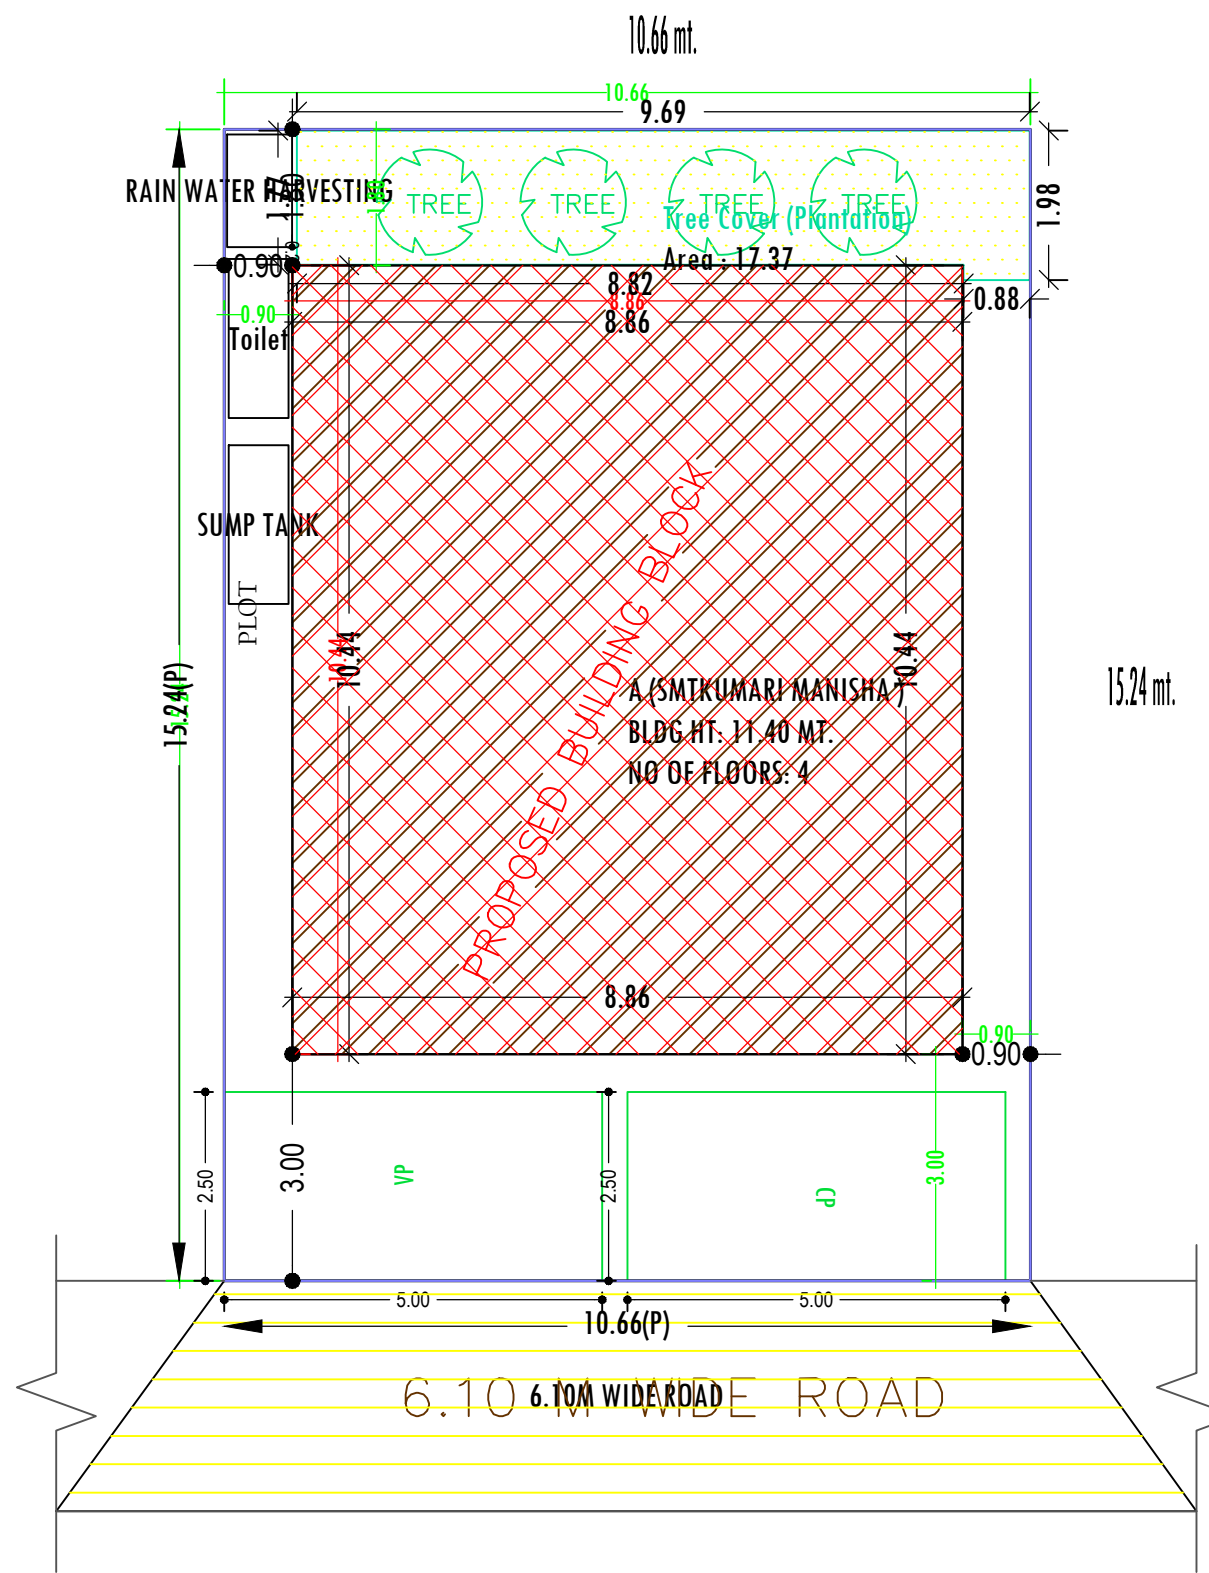 10.66 mt.
10.66
9.69
RAIN WATER HARVESTING
1.80
TREE
TREE
TREE
TREE
Tree Cover (Plantation)
Area : 17.37
1.98
0.90
8.82
8.86
8.86
0.88
0.90
Toilet
SUMP TANK
PLOT
15.24(P)
10.44
10.44
10.44
PROPOSED BUILDING BLOCK
A (SMTKUMARI MANISHA )
BLDG HT: 11.40 MT.
NO OF FLOORS: 4
15.24 mt.
8.86
0.90
0.90
2.50
3.00
VP
2.50
CP
3.00
5.00
5.00
10.66(P)
6.10 M WIDE ROAD
6.10M WIDE ROAD